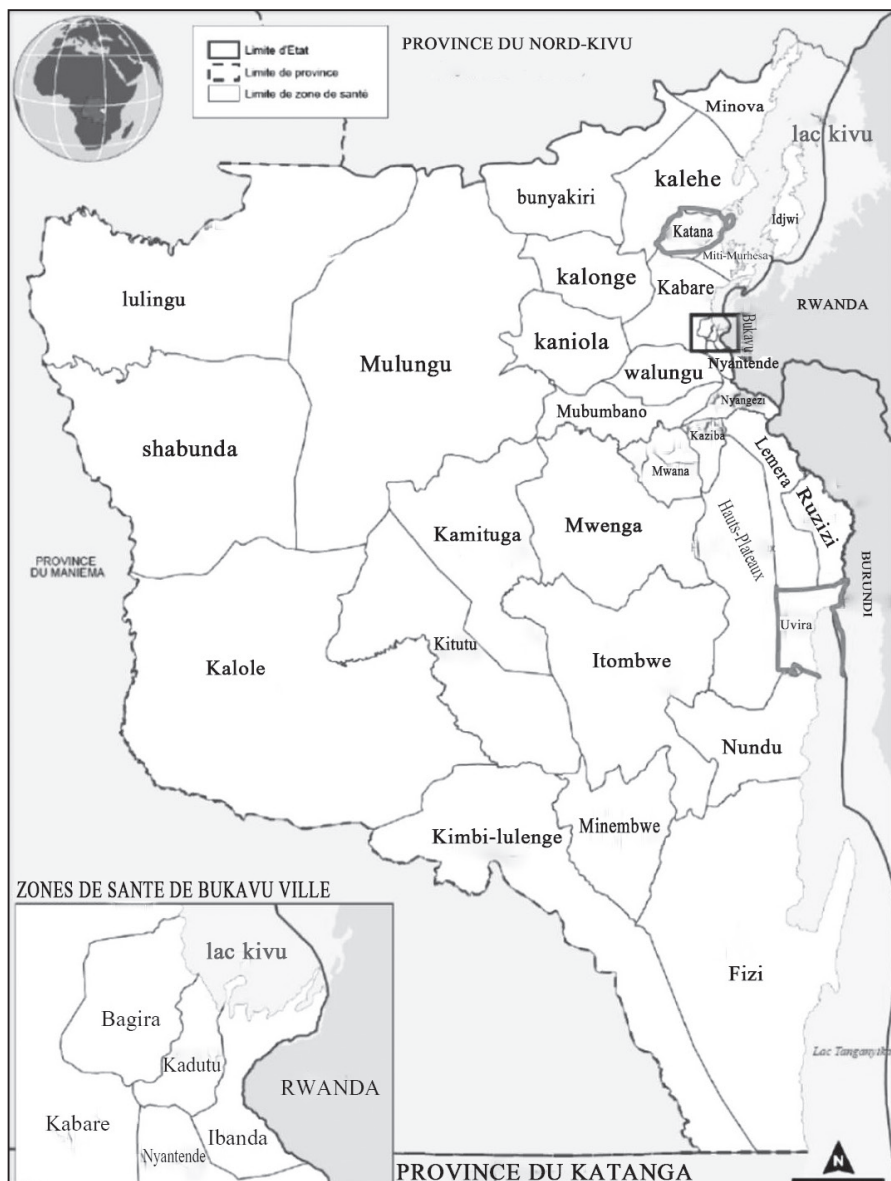 PROVINCE DU NORD-KIVU
Limite d'Etat
Limite de province
Limite de zone de santé
Minova
lac kivu
kalehe
bunyakiri
Idjwi
Katana
Miti-Murhesa
kalonge
Kabare
lulingu
RWANDA
Bukavu
kaniola
Mulungu
walungu
Nyantende
Nyangezi
Mubumbano
Kaziba
shabunda
Lemera
Mwana
Ruzizi
Kamituga
Mwenga
Hauts-Plateaux
PROVINCE
DU MANIEMA
BURUNDI
Uvira
Kitutu
Itombwe
Kalole
Nundu
Minembwe
Kimbi-lulenge
ZONES DE SANTE DE BUKAVU VILLE
lac kivu
Fizi
Bagira
Kadutu
Lac Tanganyika
RWANDA
Kabare
Ibanda
Nyantende
N
PROVINCE DU KATANGA